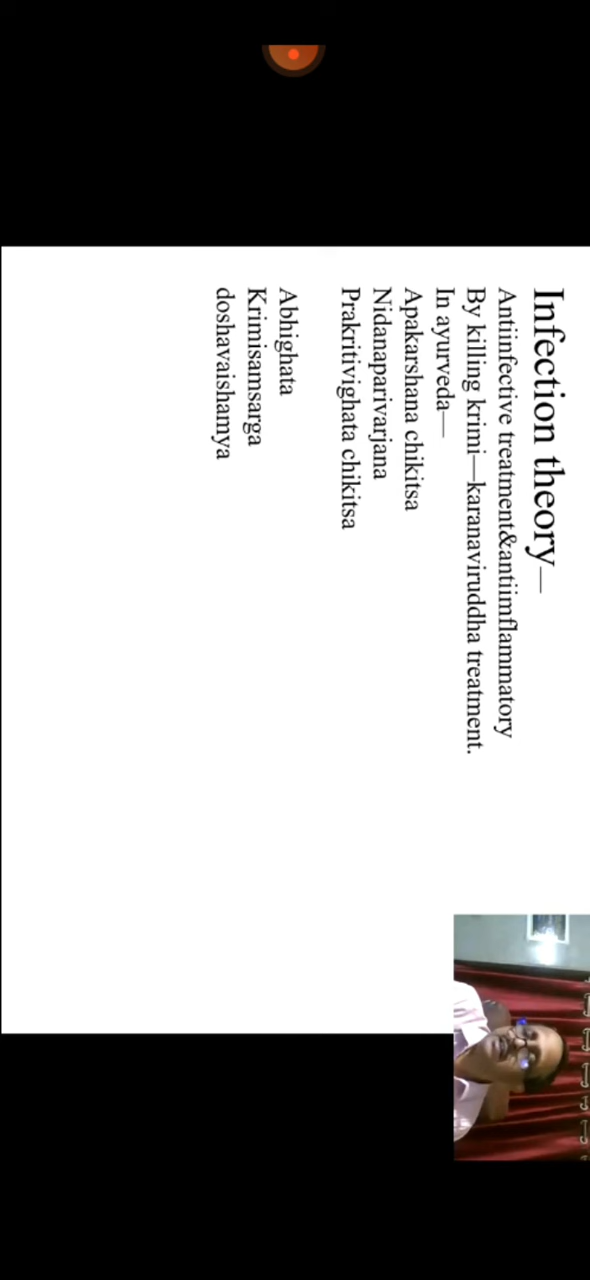 Infection theory—
Antiinfective treatment&antiimflammatory
By killing krimi—karanaviruddha treatment.
In ayurveda—
Apakarshana chikitsa
Nidanaparivarjana
Prakritivighata chikitsa
Abhighata
Krimisamsarga
doshavaishamya